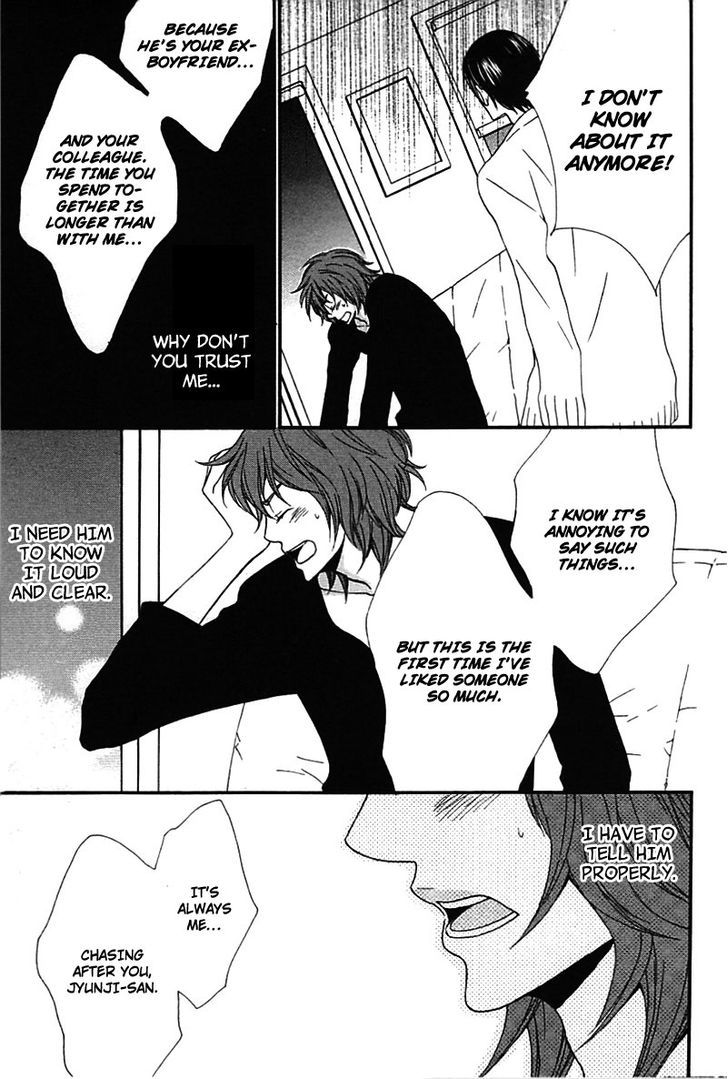 I DON'T
KNOW
ABOUT IT
ANYMORE!
BECAUSE
HE'S YOUR EX-
BOYFRIEND...
AND YOUR
COLLEAGUE.
THE TIME YOU
SPEND TO-
GETHER IS
LONGER THAN
WITH ME...
WHY DON'T
YOU TRUST
ME...
I KNOW IT'S
ANNOYING TO
SAY SUCH
THINGS...
BUT THIS IS THE
FIRST TIME I'VE
LIKED SOMEONE
SO MUCH.
I NEED HIM
TO KNOW
IT LOUD
AND CLEAR.
I HAVE TO
TELL HIM
PROPERLY.
IT'S
ALWAYS
ME...
CHASING
AFTER YOU,
JYUNJI-SAN.